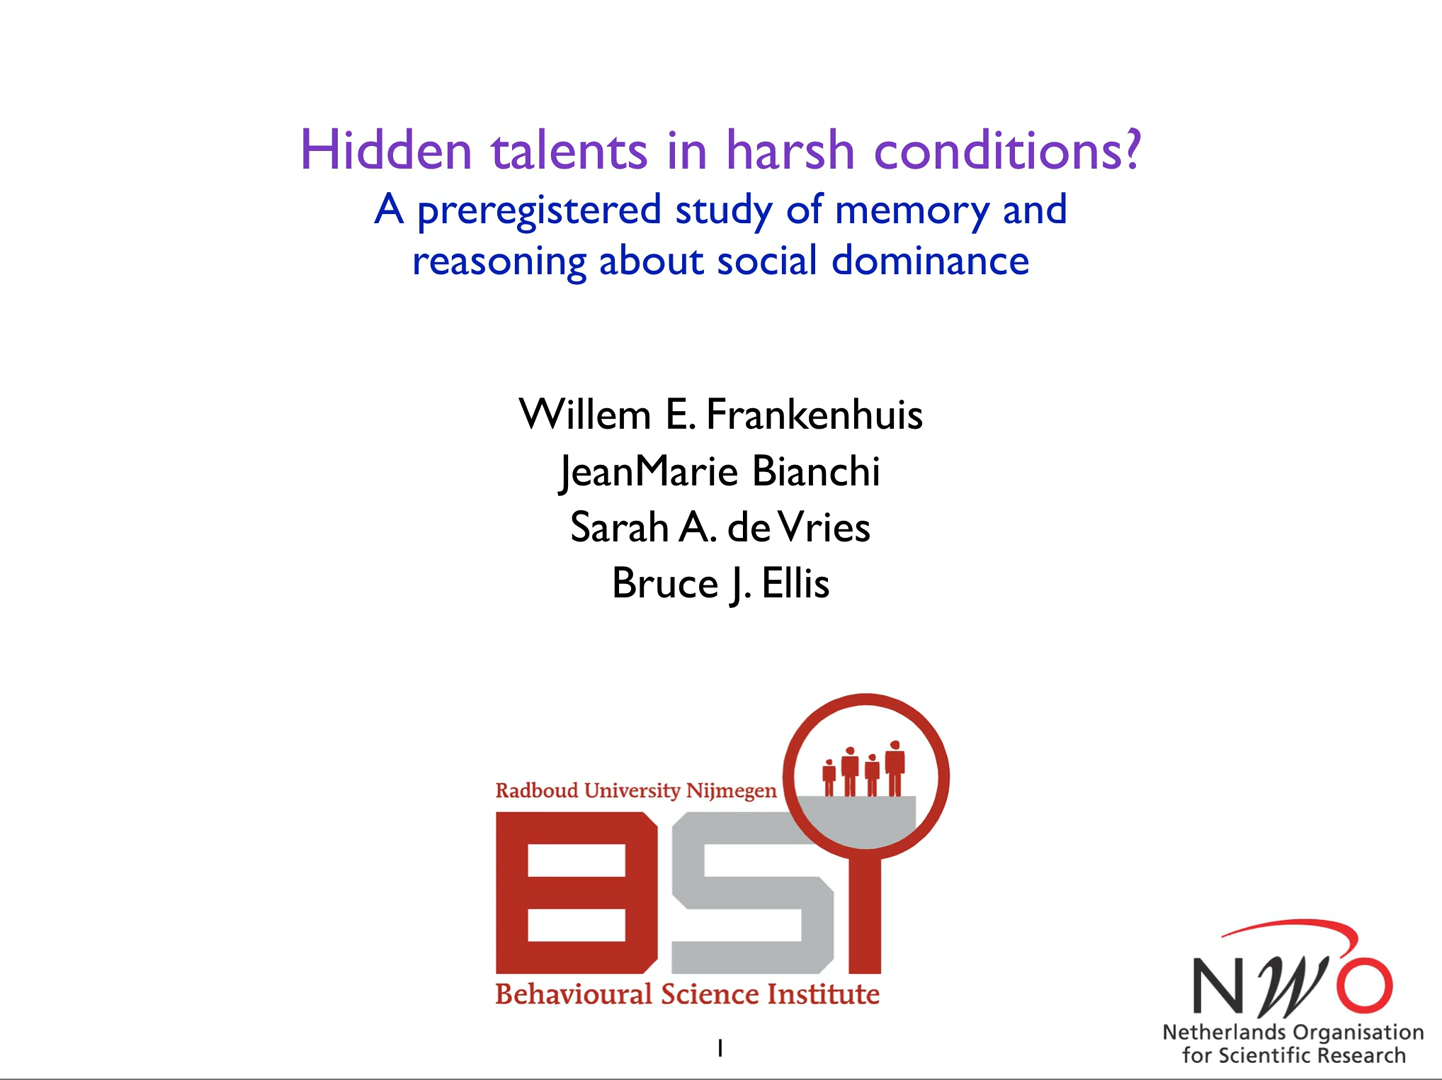 Hidden talents in harsh conditions?
A preregistered study of memory and
reasoning about social dominance
Willem E. Frankenhuis
JeanMarie Bianchi
Sarah A. de Vries
Bruce J. Ellis
Radboud University Nijmegen
BSI
Behavioural Science Institute
NWO
Netherlands Organisation
for Scientific Research
1